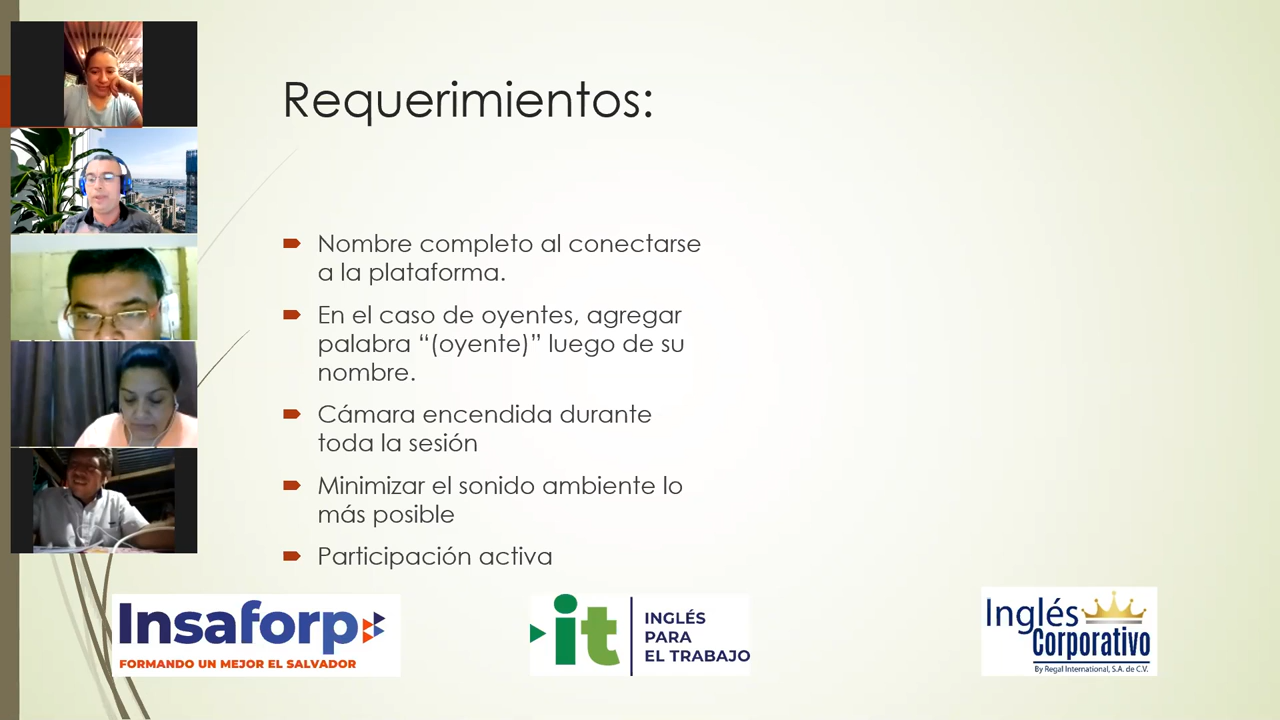 Requerimientos:
Nombre completo al conectarse
a la plataforma.
En el caso de oyentes, agregar
palabra “(oyente)” luego de su
nombre.
Cámara encendida durante
toda la sesión
Minimizar el sonido ambiente lo
más posible
Participación activa
Insaforp
FORMANDO UN MEJOR EL SALVADOR
it
INGLÉS
PARA
EL TRABAJO
Inglés
Corporativo
By Regal International, S.A. de C.V.